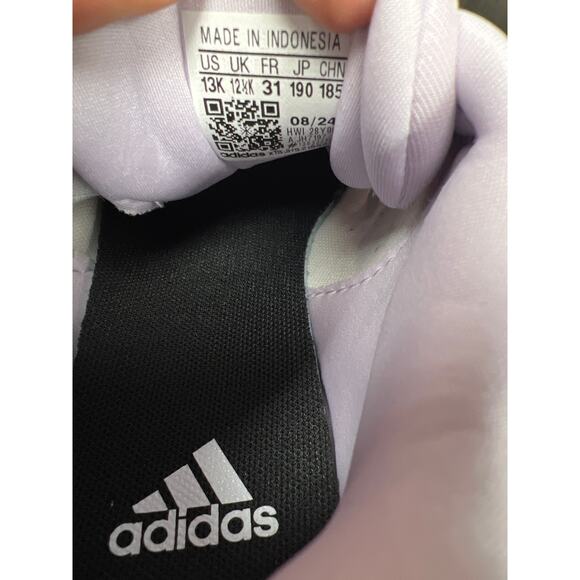 MADE IN INDONESIA
US UK FR JP CHN
13K 12½K 31 190 185
08/24
adidas
adidas